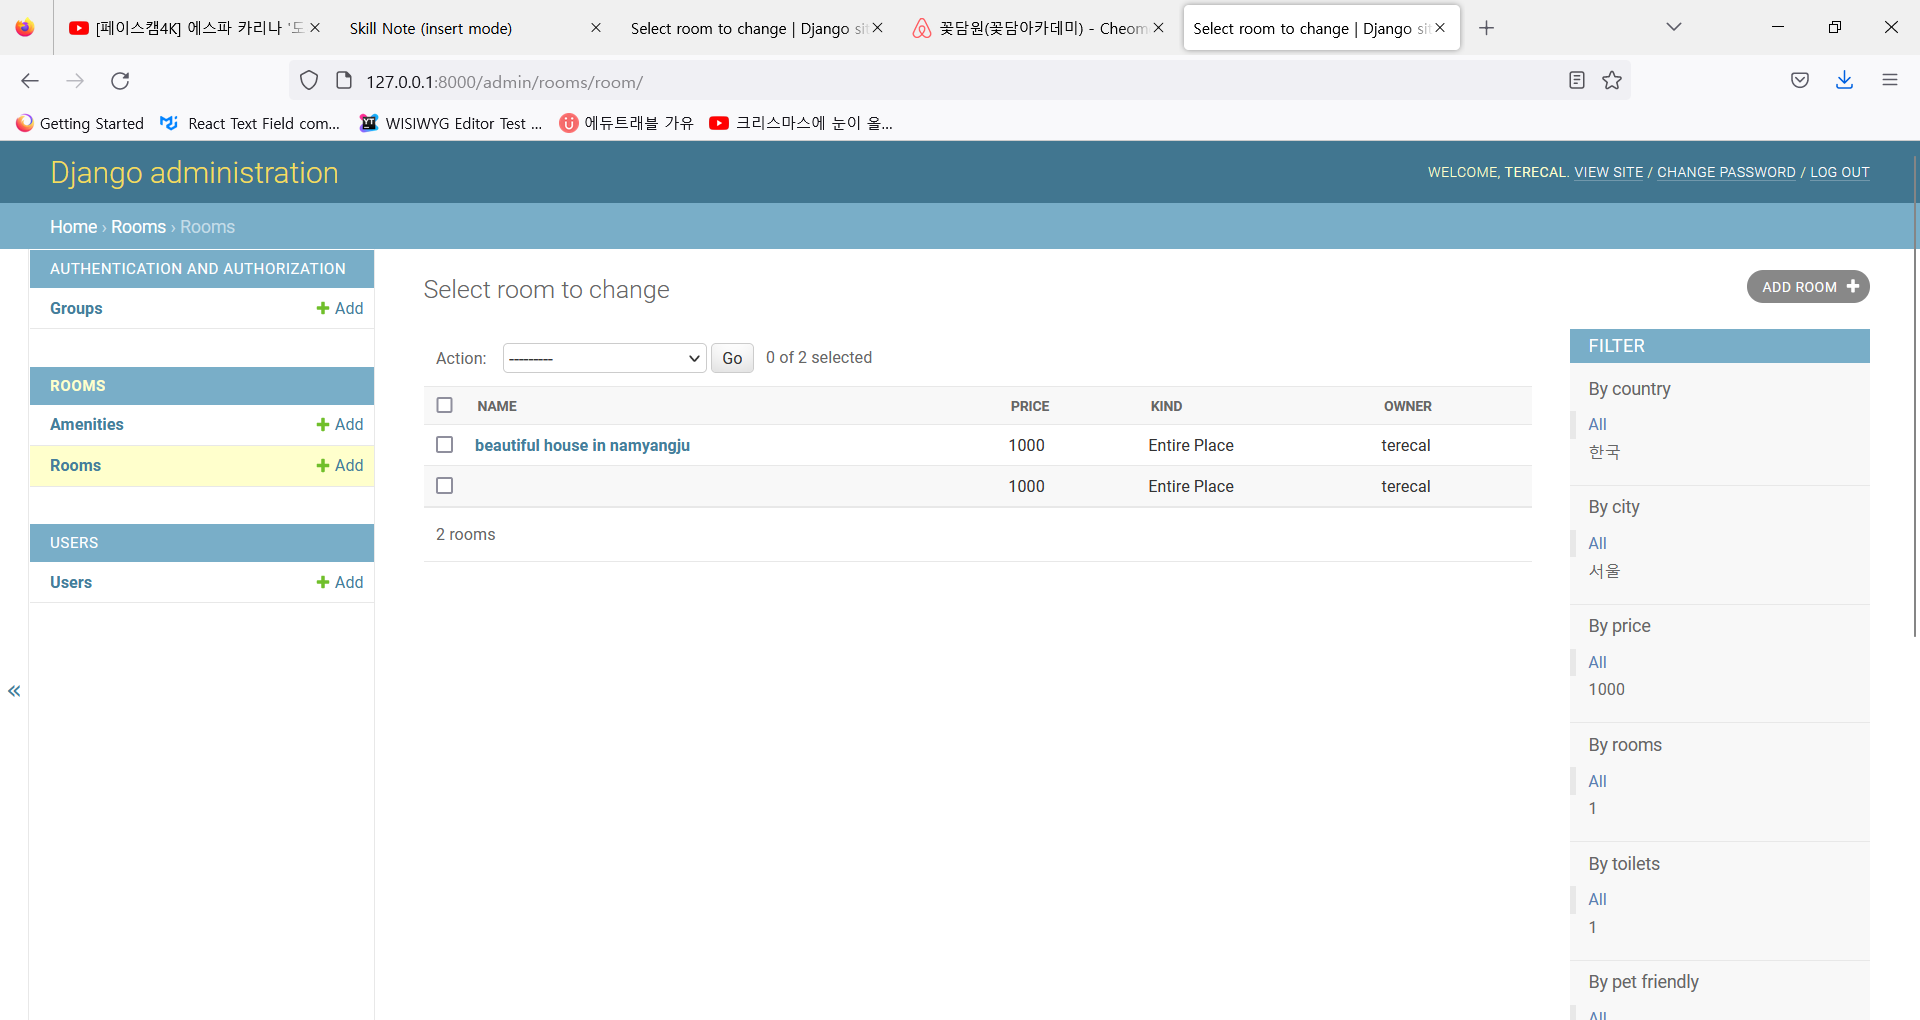 [페이스캠4K] 에스파 카리나 '도
Skill Note (insert mode)
Select room to change | Django sit
꽃담원(꽃담아카데미) - Cheom
Select room to change | Django sit
127.0.0.1:8000/admin/rooms/room/
Getting Started
React Text Field com...
WISIWYG Editor Test ...
에듀트래블 가유
크리스마스에 눈이 올...
Django administration
WELCOME, TERECAL. VIEW SITE / CHANGE PASSWORD / LOG OUT
Home › Rooms › Rooms
AUTHENTICATION AND AUTHORIZATION
Groups + Add
ROOMS
Amenities + Add
Rooms + Add
USERS
Users + Add
«
Select room to change
ADD ROOM +
Action: --------- Go 0 of 2 selected
NAME PRICE KIND OWNER
beautiful house in namyangju 1000 Entire Place terecal
1000 Entire Place terecal
2 rooms
FILTER
By country
All
한국
By city
All
서울
By price
All
1000
By rooms
All
1
By toilets
All
1
By pet friendly
All